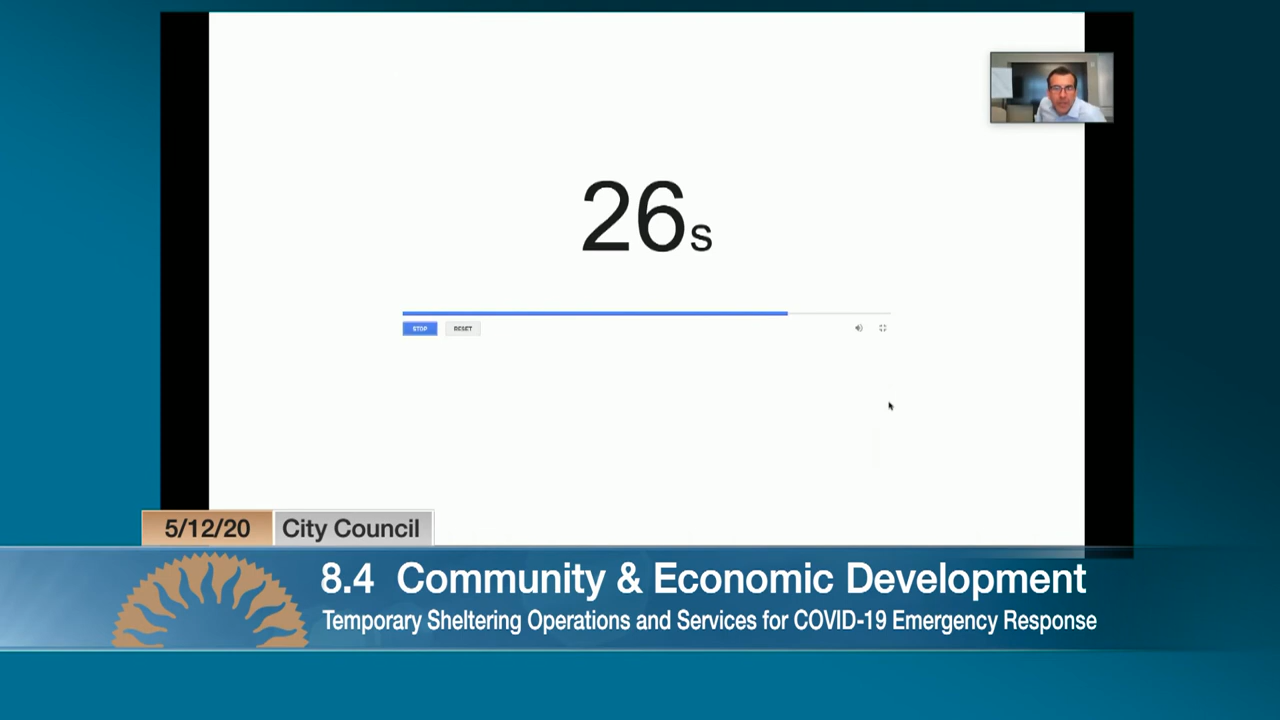 26s
STOP
RESET
5/12/20
City Council
8.4 Community & Economic Development
Temporary Sheltering Operations and Services for COVID-19 Emergency Response